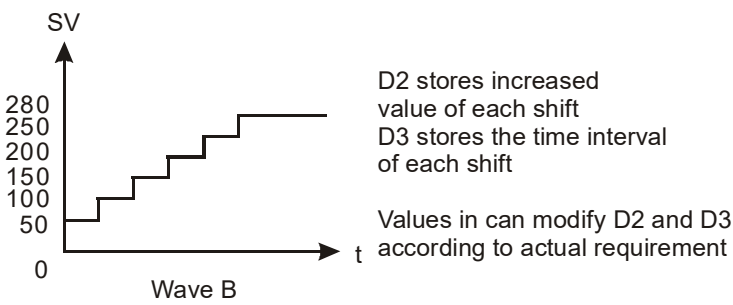 SV
280
250
200
150
100
50
0
t
Wave B
D2 stores increased
value of each shift
D3 stores the time interval
of each shift
Values in can modify D2 and D3
according to actual requirement